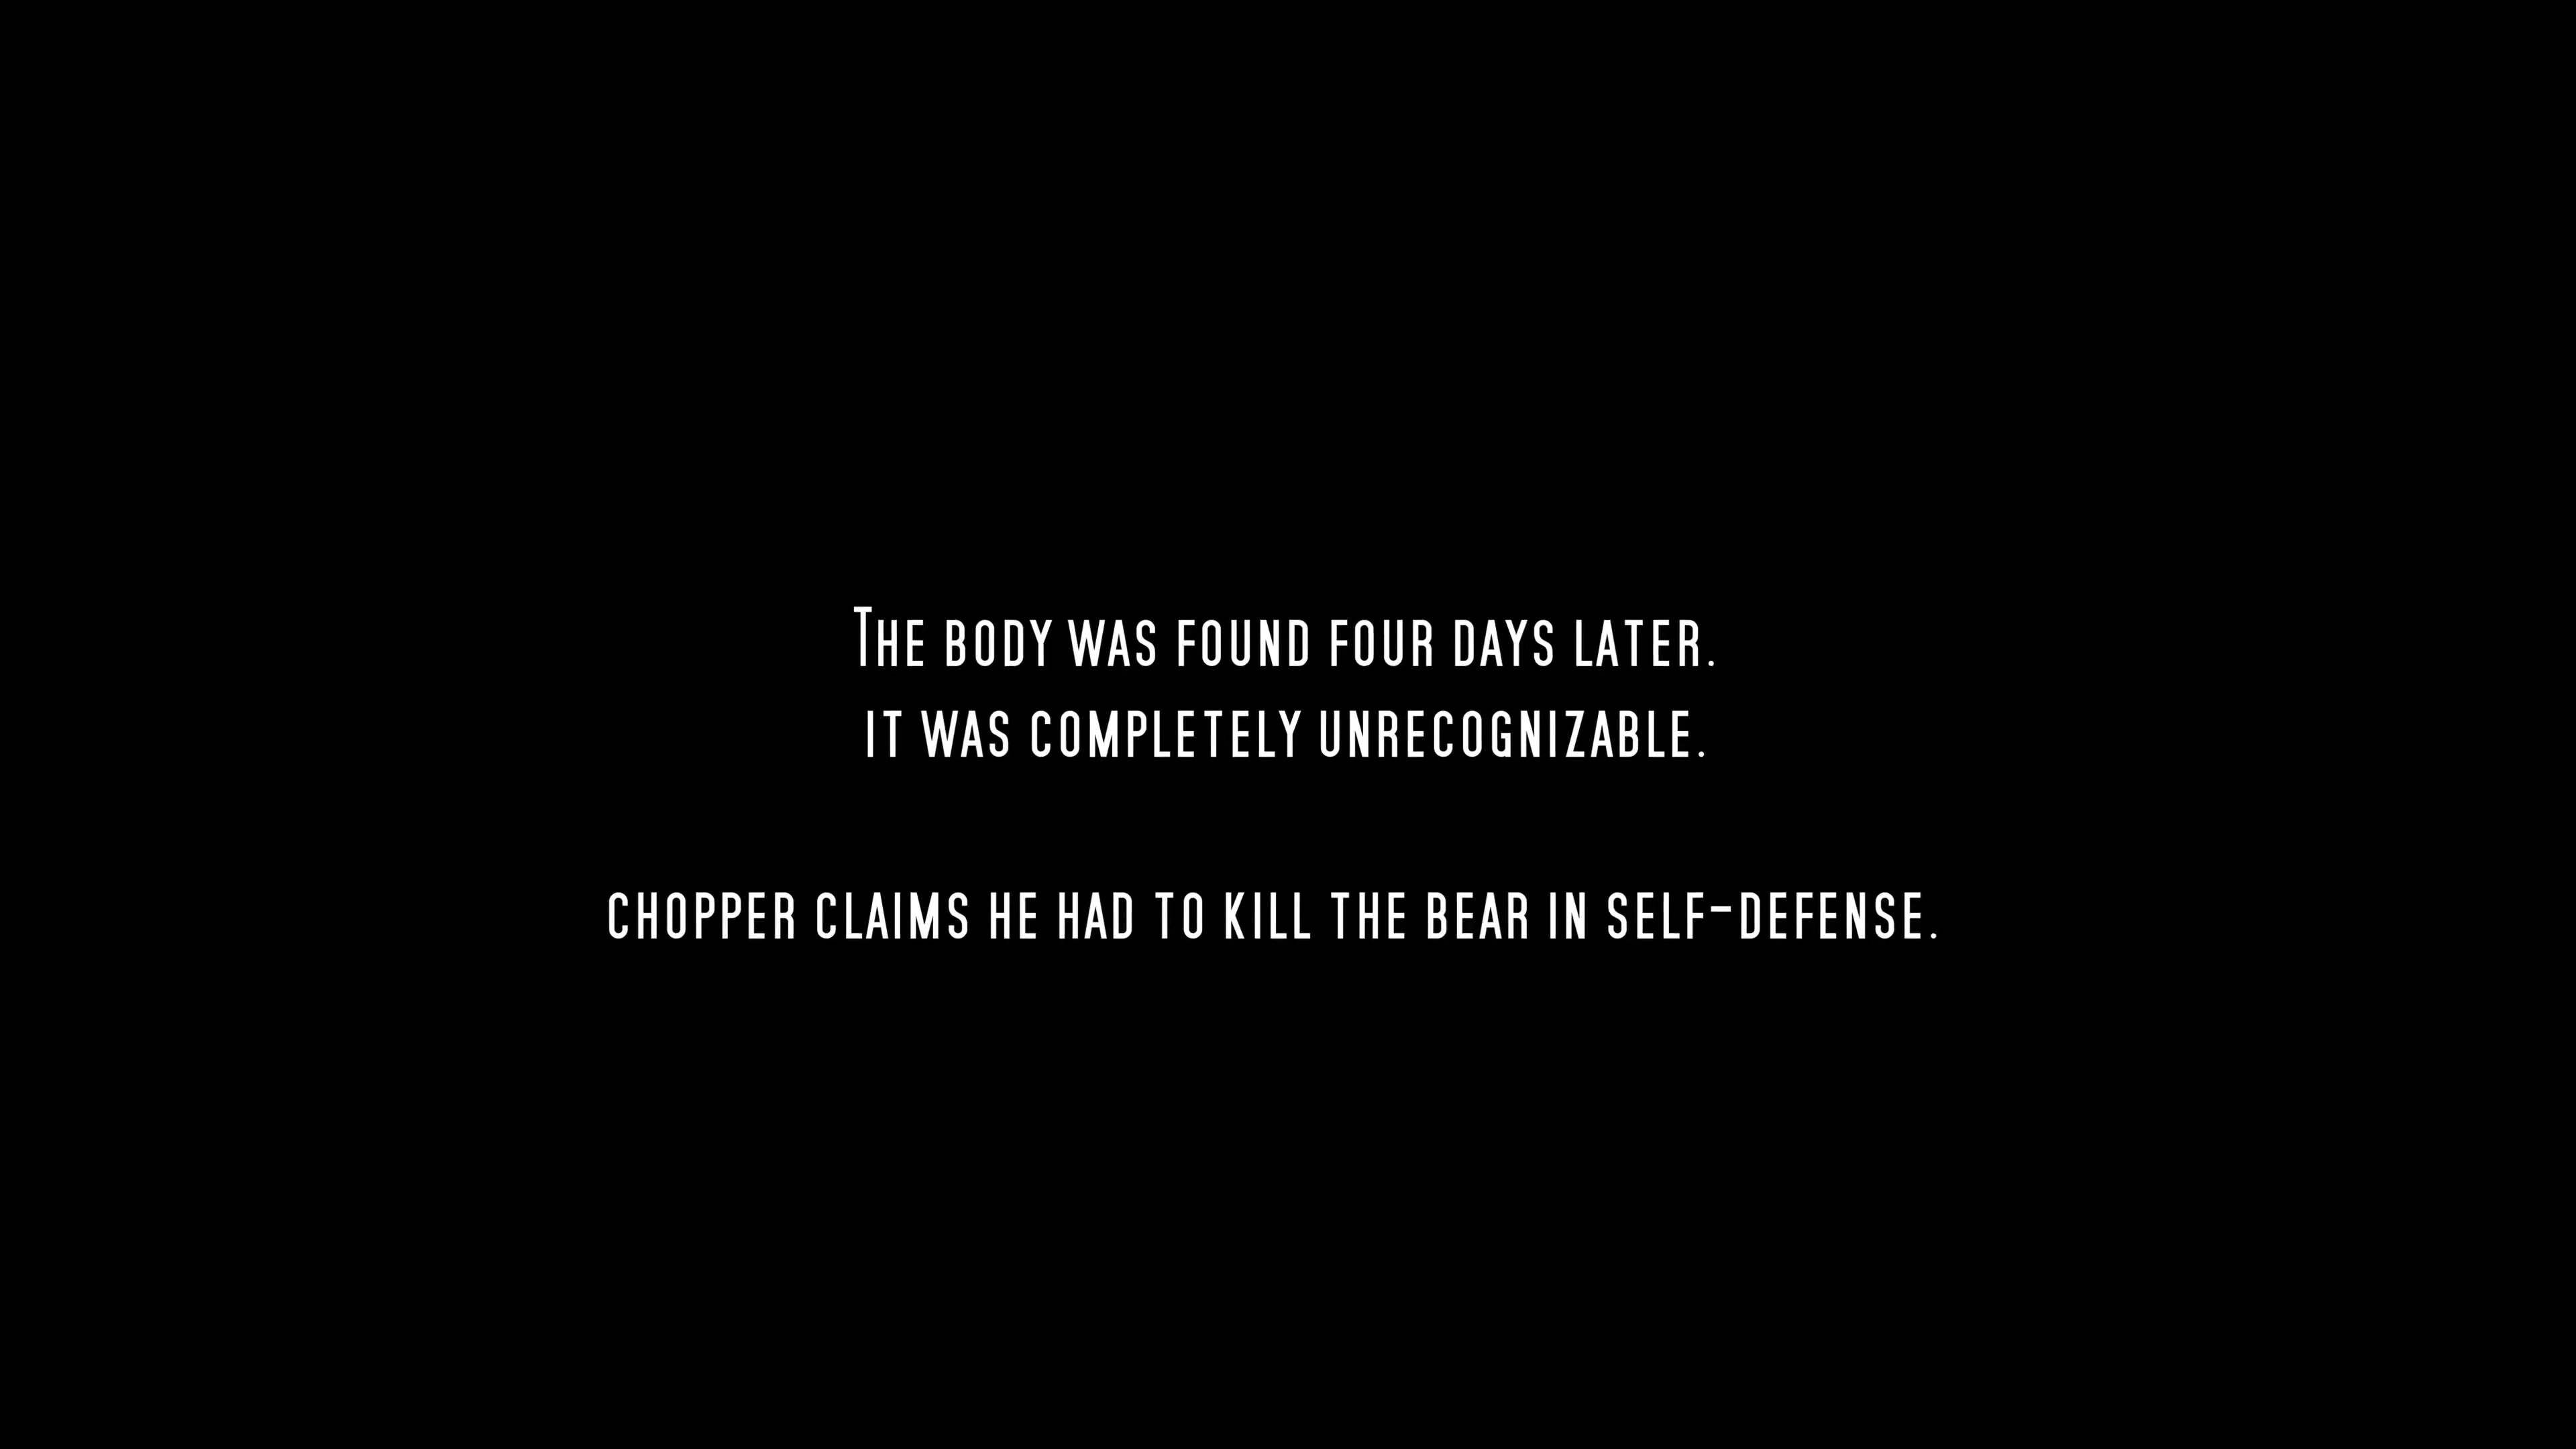 The body was found four days later.
it was completely unrecognizable.
chopper claims he had to kill the bear in self-defense.